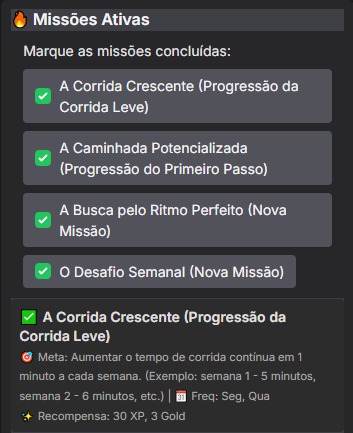 🔥 Missões Ativas
Marque as missões concluídas:
✅ A Corrida Crescente (Progressão da
Corrida Leve)
✅ A Caminhada Potencializada
(Progressão do Primeiro Passo)
✅ A Busca pelo Ritmo Perfeito (Nova
Missão)
✅ O Desafio Semanal (Nova Missão)
✅ A Corrida Crescente (Progressão da
Corrida Leve)
🎯 Meta: Aumentar o tempo de corrida contínua em 1
minuto a cada semana. (Exemplo: semana 1 - 5 minutos,
semana 2 - 6 minutos, etc.) | 📅 Freq: Seg, Qua
✨ Recompensa: 30 XP, 3 Gold